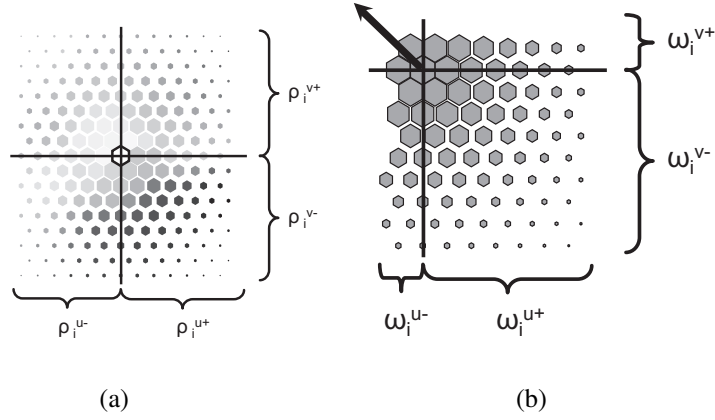 ρ_i^{v+}
ρ_i^{v-}
ρ_i^{u-} ρ_i^{u+}
ω_i^{v+}
ω_i^{v-}
ω_i^{u-} ω_i^{u+}
(a) (b)